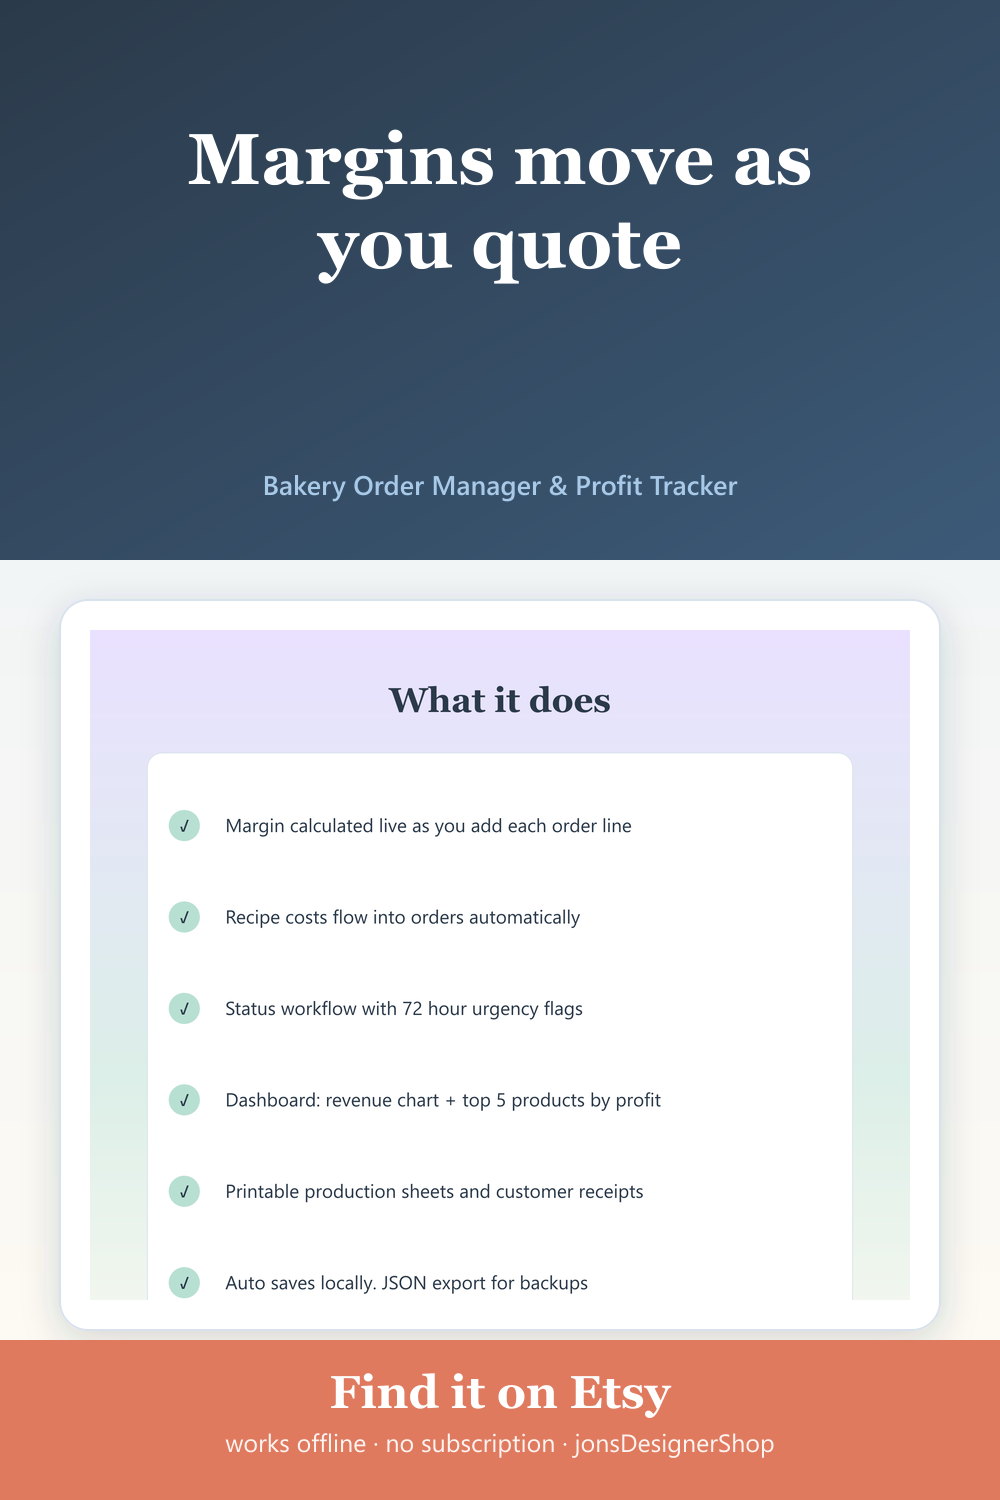 Margins move as
you quote
Bakery Order Manager & Profit Tracker
What it does
✓ Margin calculated live as you add each order line
✓ Recipe costs flow into orders automatically
✓ Status workflow with 72 hour urgency flags
✓ Dashboard: revenue chart + top 5 products by profit
✓ Printable production sheets and customer receipts
✓ Auto saves locally. JSON export for backups
Find it on Etsy
works offline · no subscription · jonsDesignerShop